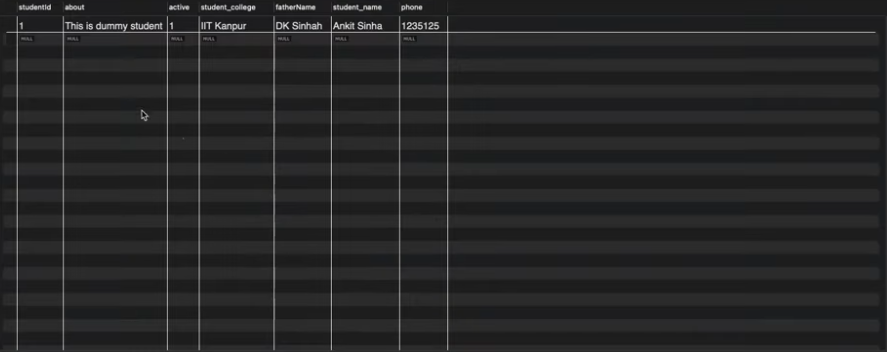 studentId about active student_college fatherName student_name phone
1 This is dummy student 1 IIT Kanpur DK Sinhah Ankit Sinha 1235125
NULL NULL NULL NULL NULL NULL NULL